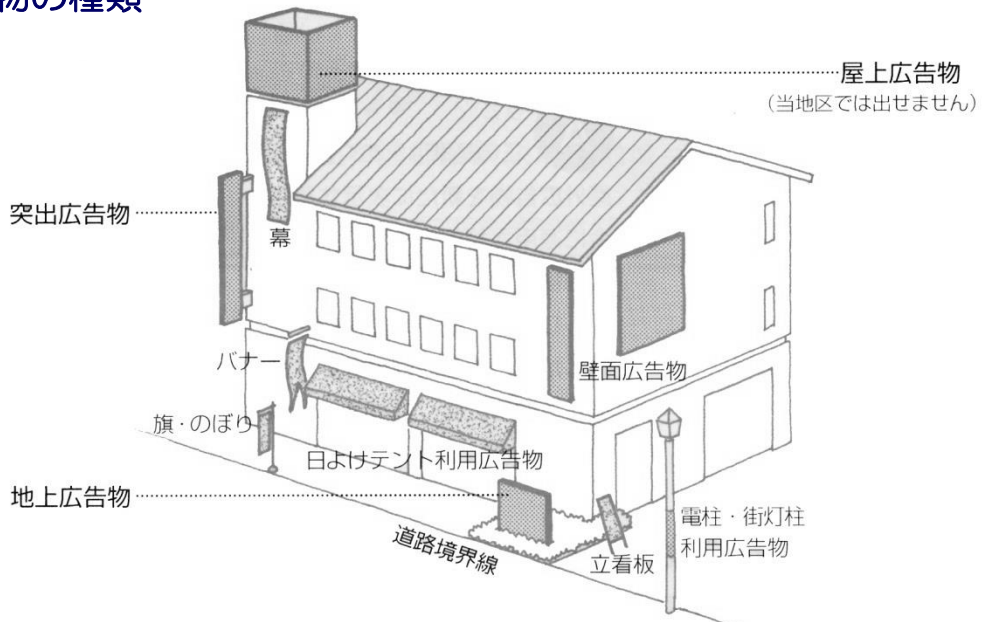 物の種類
屋上広告物
(当地区では出せません)
突出広告物
幕
バナー
壁面広告物
旗・のぼり
日よけテント利用広告物
地上広告物
道路境界線
立看板
電柱・街灯柱
利用広告物